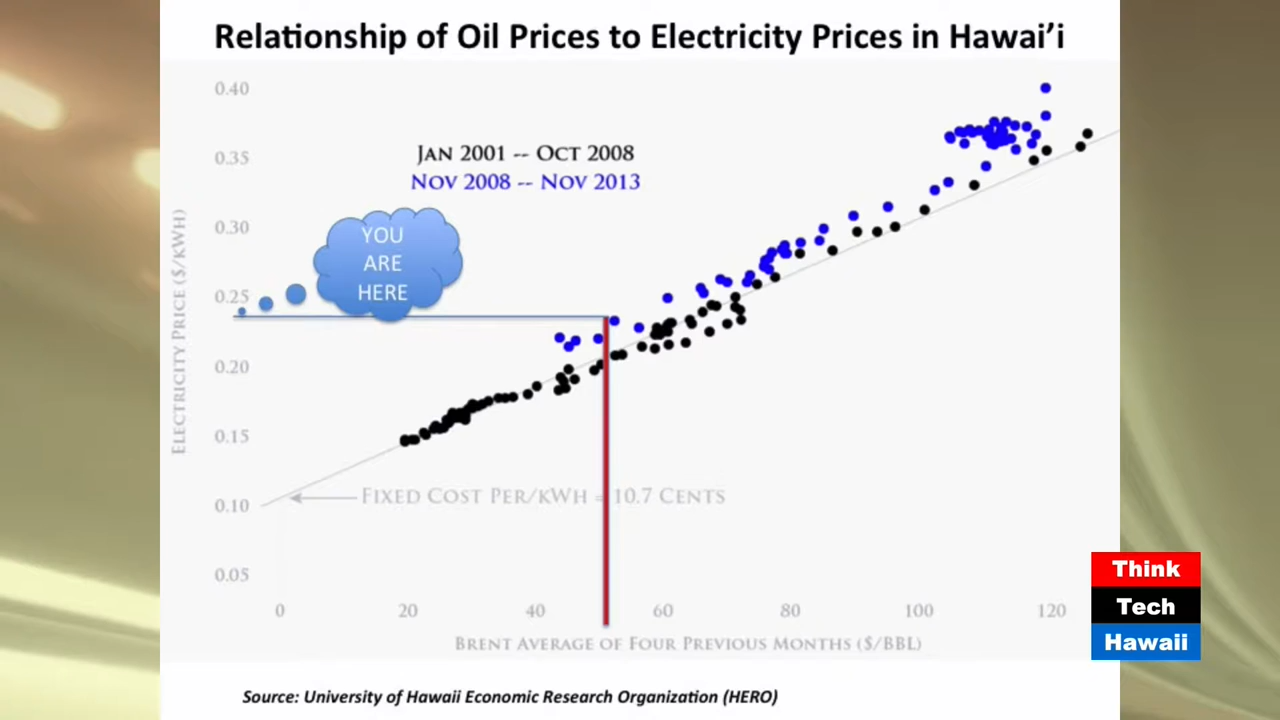 Relationship of Oil Prices to Electricity Prices in Hawai'i
0.40
0.35
0.30
0.25
0.20
0.15
0.10
0.05
ELECTRICITY PRICE ($/KWH)
JAN 2001 -- OCT 2008
NOV 2008 -- NOV 2013
YOU
ARE
HERE
FIXED COST PER/KWH = 10.7 CENTS
0 20 40 60 80 100 120
BRENT AVERAGE OF FOUR PREVIOUS MONTHS ($/BBL)
Think
Tech
Hawaii
Source: University of Hawaii Economic Research Organization (HERO)